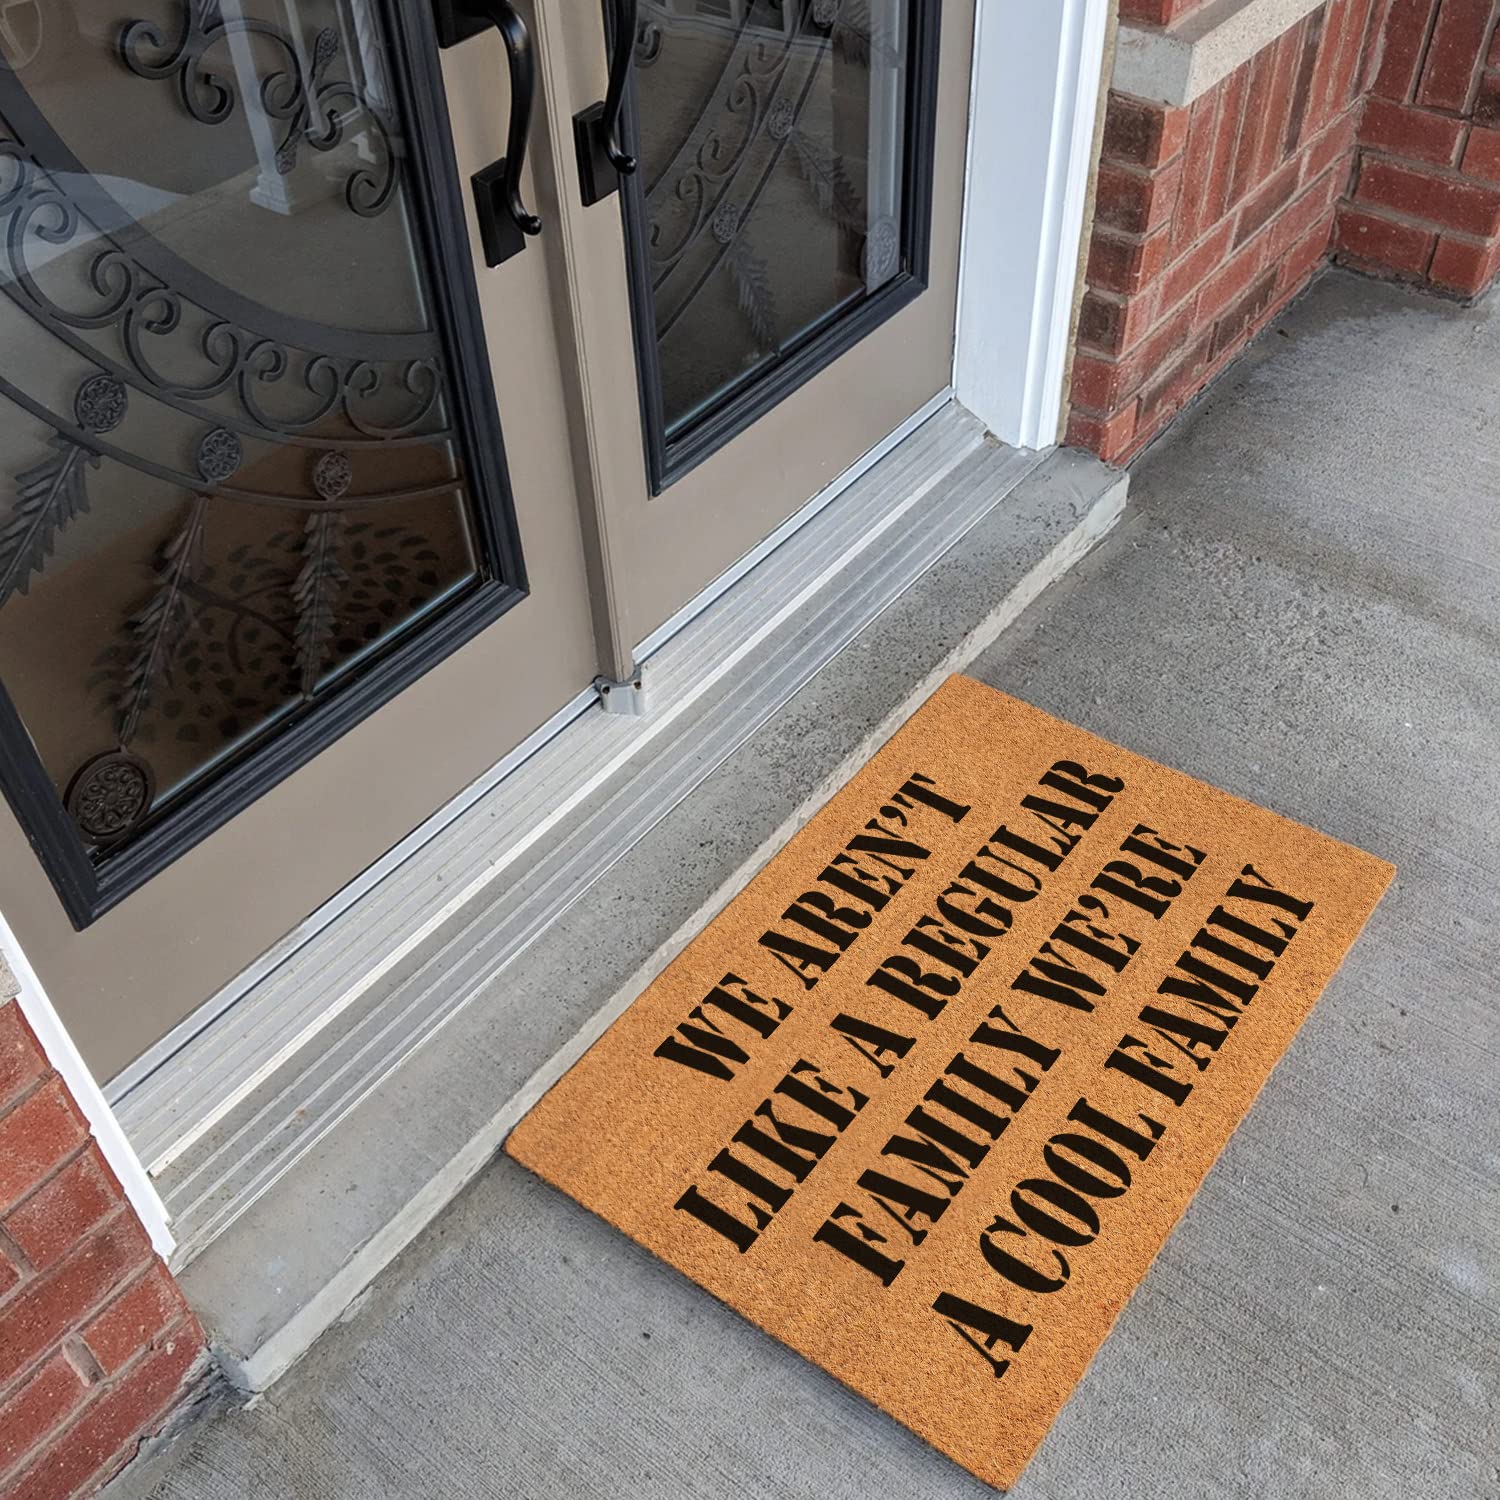 WE AREN'T
LIKE A REGULAR
FAMILY WE'RE
A COOL FAMILY